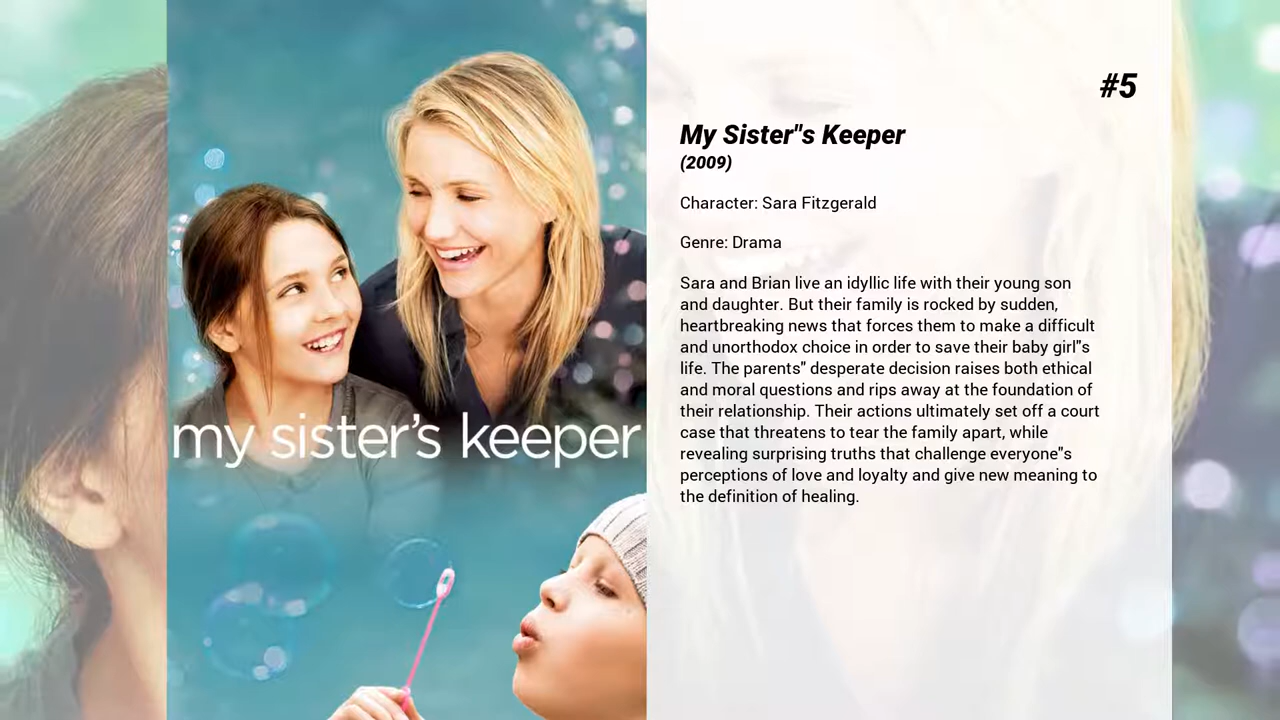 my sister's keeper
#5
My Sister"s Keeper
(2009)
Character: Sara Fitzgerald
Genre: Drama
Sara and Brian live an idyllic life with their young son
and daughter. But their family is rocked by sudden,
heartbreaking news that forces them to make a difficult
and unorthodox choice in order to save their baby girl"s
life. The parents" desperate decision raises both ethical
and moral questions and rips away at the foundation of
their relationship. Their actions ultimately set off a court
case that threatens to tear the family apart, while
revealing surprising truths that challenge everyone"s
perceptions of love and loyalty and give new meaning to
the definition of healing.